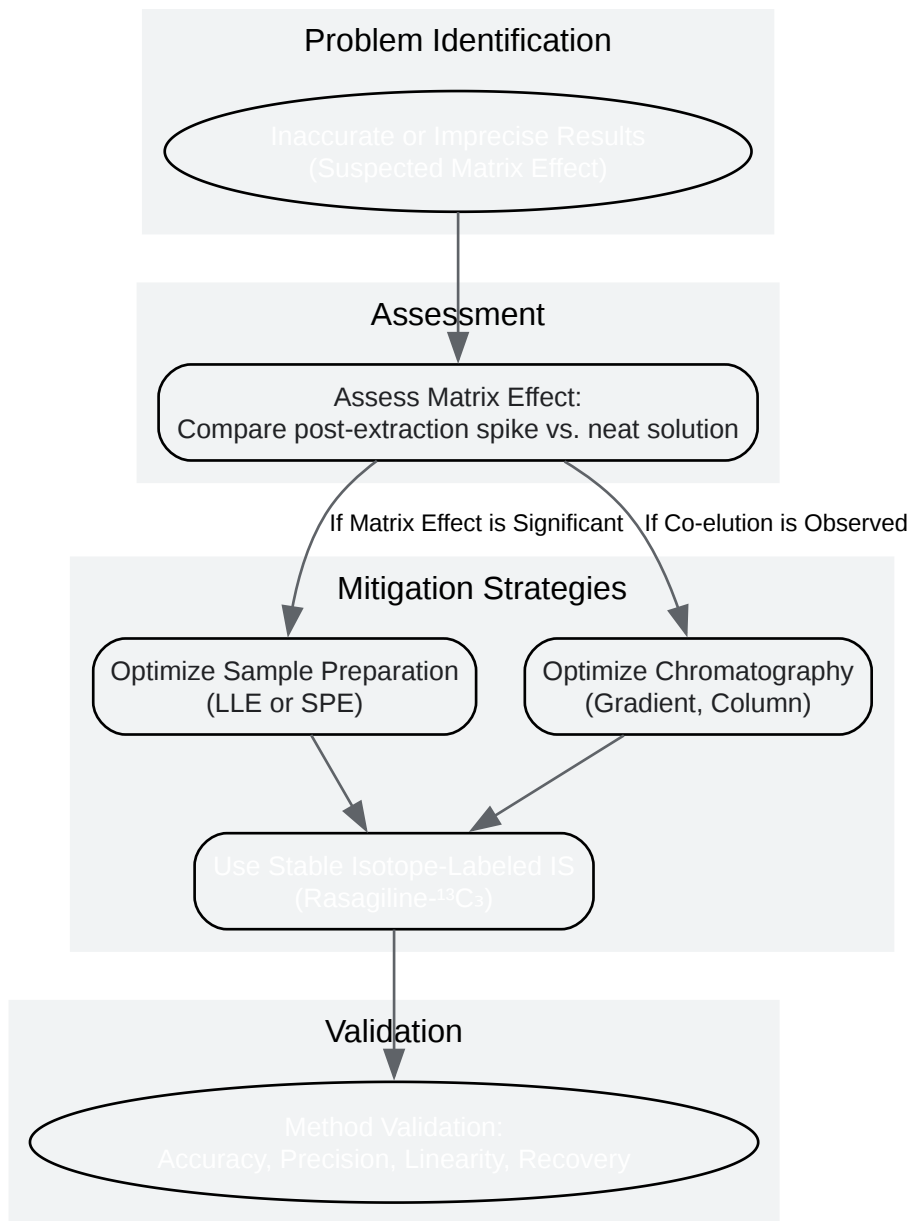 Problem Identification
Inaccurate or Imprecise Results
(Suspected Matrix Effect)
Assessment
Assess Matrix Effect:
Compare post-extraction spike vs. neat solution
If Matrix Effect is Significant
If Co-elution is Observed
Mitigation Strategies
Optimize Sample Preparation
(LLE or SPE)
Optimize Chromatography
(Gradient, Column)
Use Stable Isotope-Labeled IS
(Rasagiline-¹³C₃)
Validation
Method Validation:
Accuracy, Precision, Linearity, Recovery